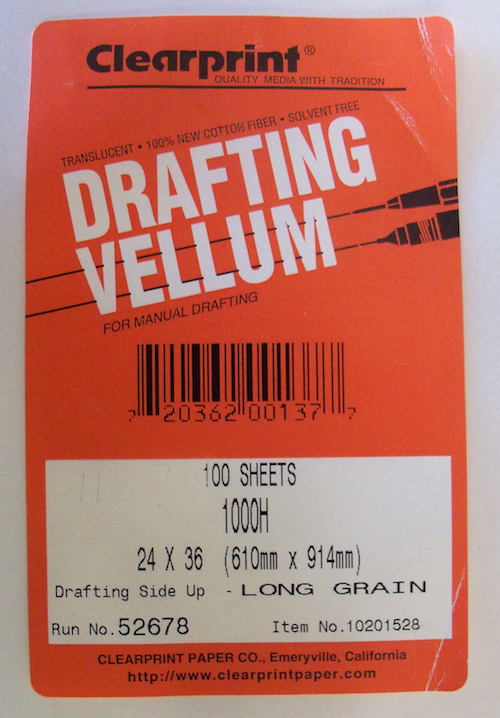 Clearprint®
QUALITY MEDIA WITH TRADITION
TRANSLUCENT • 100% NEW COTTON FIBER • SOLVENT FREE
DRAFTING
VELLUM
FOR MANUAL DRAFTING
7 20362 00137 7
100 SHEETS
1000H
24 X 36 (610mm x 914mm)
Drafting Side Up - LONG GRAIN
Run No.52678 Item No.10201528
CLEARPRINT PAPER CO., Emeryville, California
http://www.clearprintpaper.com